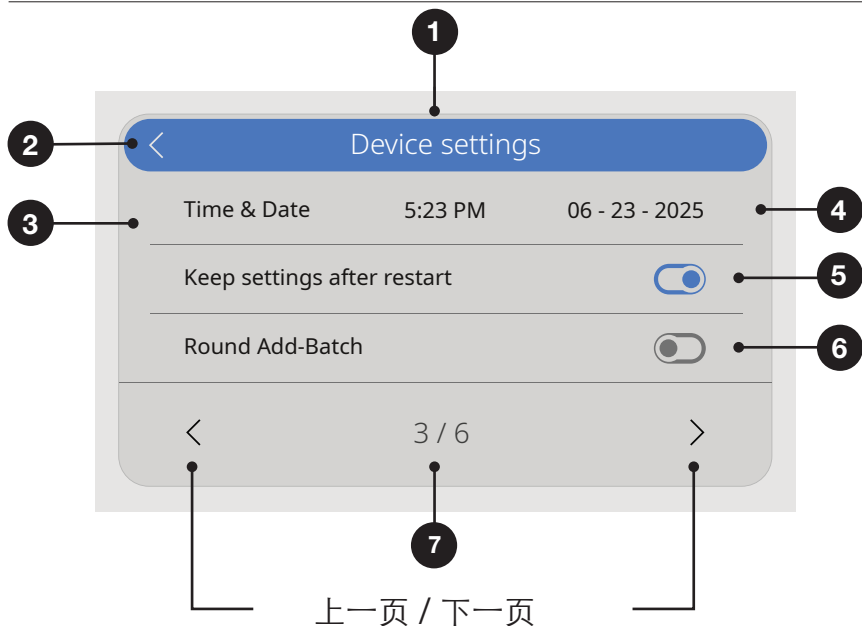 1
2
Device settings
3
Time & Date 5:23 PM 06 - 23 - 2025
4
Keep settings after restart
5
Round Add-Batch
6
3 / 6
7
上一页 / 下一页